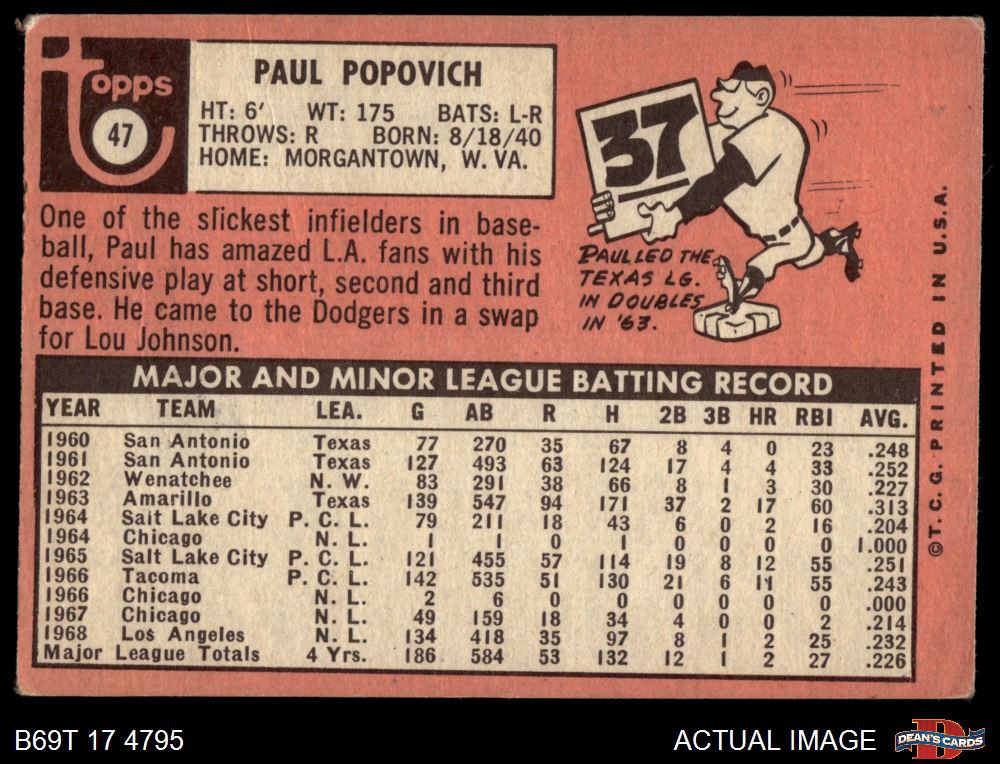 Topps
47
PAUL POPOVICH
HT: 6' WT: 175 BATS: L-R
THROWS: R BORN: 8/18/40
HOME: MORGANTOWN, W. VA.
One of the slickest infielders in base-
ball, Paul has amazed L.A. fans with his
defensive play at short, second and third
base. He came to the Dodgers in a swap
for Lou Johnson.
37
PAUL LED THE
TEXAS LG.
IN DOUBLES
IN '63.
MAJOR AND MINOR LEAGUE BATTING RECORD
YEAR TEAM LEA. G AB R H 2B 3B HR RBI AVG.
1960 San Antonio Texas 77 270 35 67 8 4 0 23 .248
1961 San Antonio Texas 127 493 63 124 17 4 4 33 .252
1962 Wenatchee N. W. 83 291 38 66 8 1 3 30 .227
1963 Amarillo Texas 139 547 94 171 37 2 17 60 .313
1964 Salt Lake City P. C. L. 79 211 18 43 6 0 2 16 .204
1964 Chicago N. L. 1 1 0 1 0 0 0 0 1.000
1965 Salt Lake City P. C. L. 121 455 57 114 19 8 12 55 .251
1966 Tacoma P. C. L. 142 535 51 130 21 6 11 55 .243
1966 Chicago N. L. 2 6 0 0 0 0 0 0 .000
1967 Chicago N. L. 49 159 18 34 4 0 0 2 .214
1968 Los Angeles N. L. 134 418 35 97 8 1 2 25 .232
Major League Totals 4 Yrs. 186 584 53 132 12 1 2 27 .226
©T. C. G. PRINTED IN U.S.A.
B69T 17 4795
ACTUAL IMAGE
D
DEAN'S CARDS